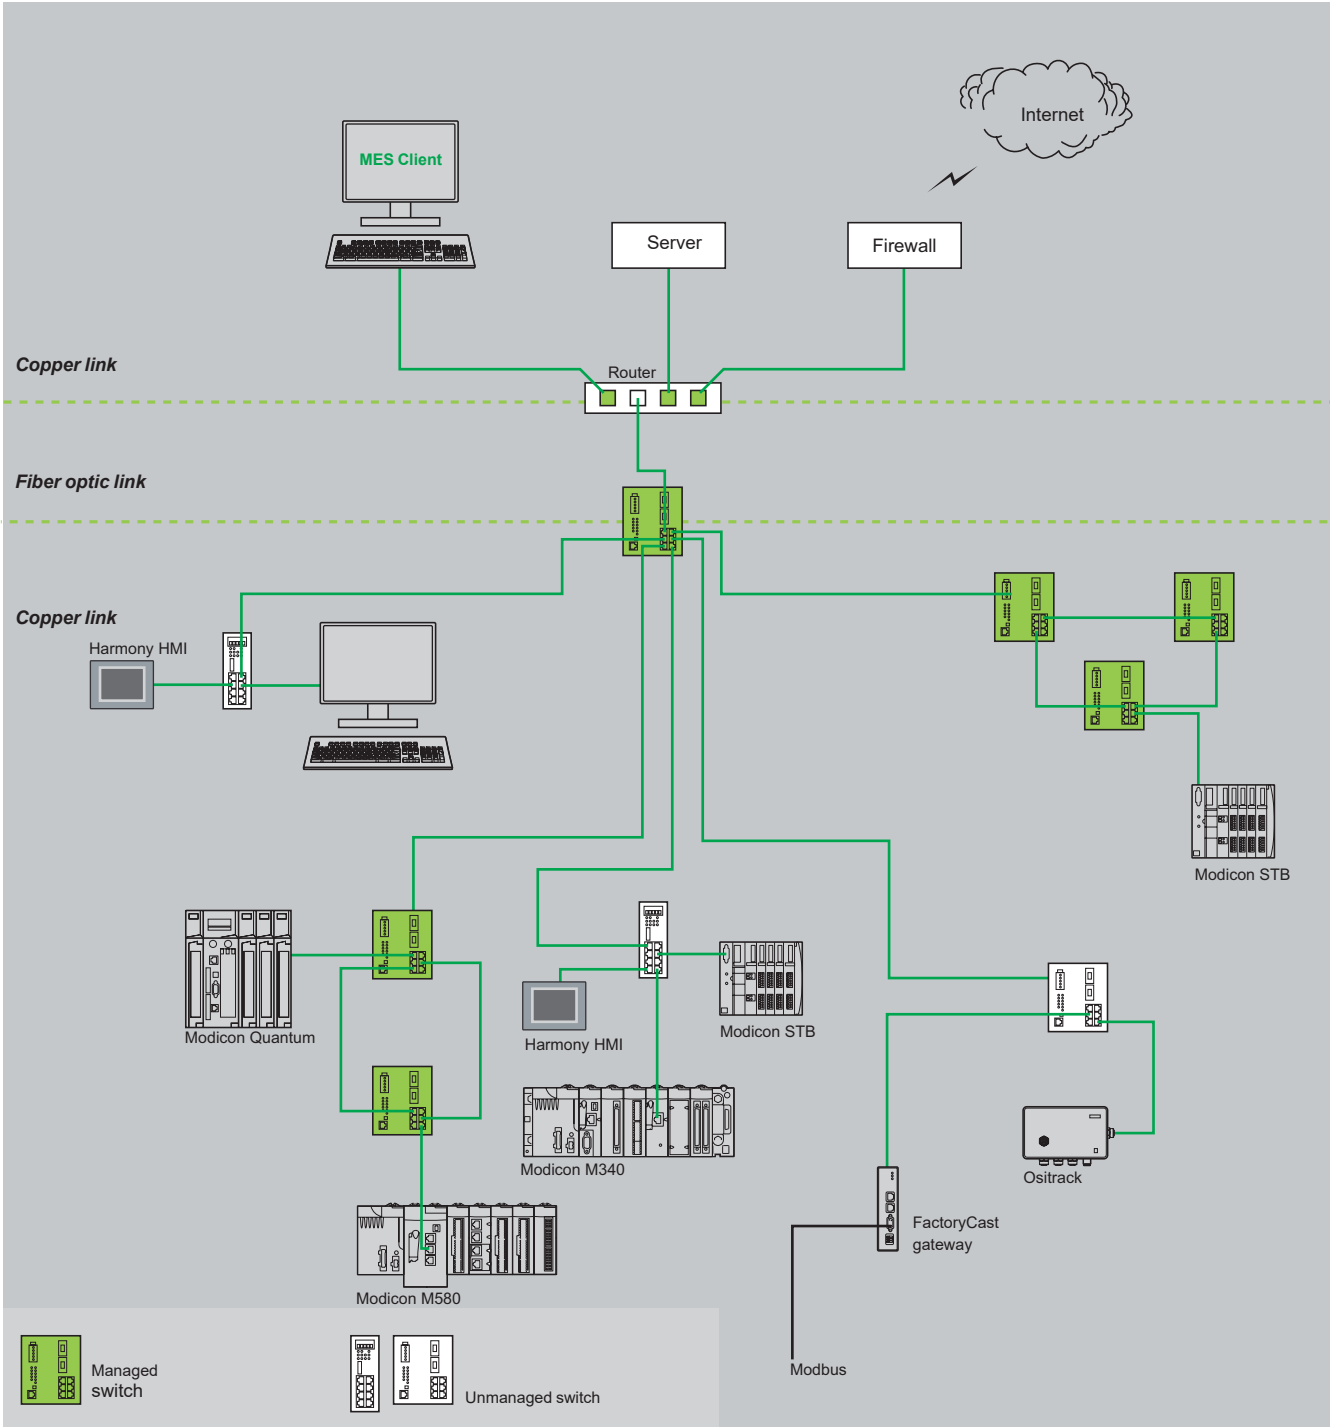 Internet
MES Client
Server
Firewall
Copper link
Router
Fiber optic link
Copper link
Harmony HMI
Modicon STB
Modicon Quantum
Harmony HMI
Modicon STB
Modicon M340
Ositrack
FactoryCast
gateway
Modicon M580
Modbus
Managed
switch
Unmanaged switch